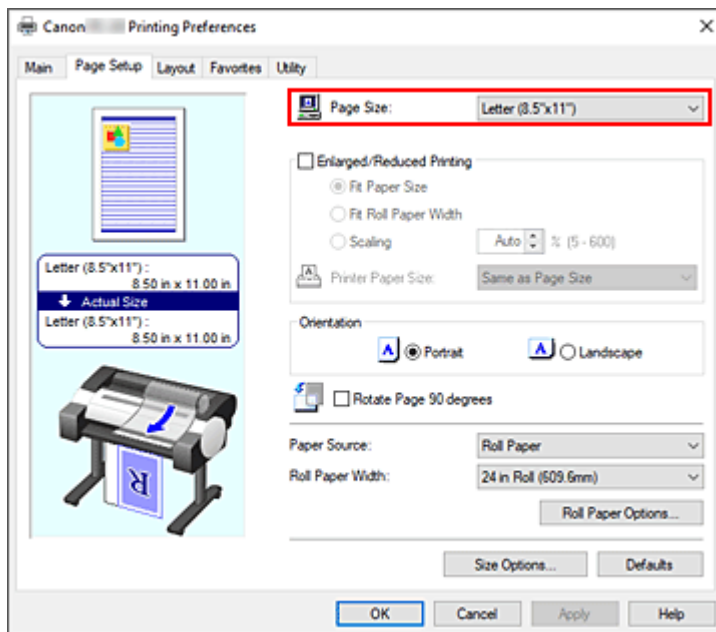 Canon Printing Preferences
Main Page Setup Layout Favorites Utility
Page Size: Letter (8.5"x11")
Enlarged/Reduced Printing
Fit Paper Size
Fit Roll Paper Width
Scaling Auto % (5 - 600)
Printer Paper Size: Same as Page Size
Letter (8.5"x11") :
8.50 in x 11.00 in
Actual Size
Letter (8.5"x11") :
8.50 in x 11.00 in
Orientation
A Portrait A Landscape
Rotate Page 90 degrees
Paper Source: Roll Paper
Roll Paper Width: 24 in Roll (609.6mm)
R
Roll Paper Options...
Size Options... Defaults
OK Cancel Apply Help